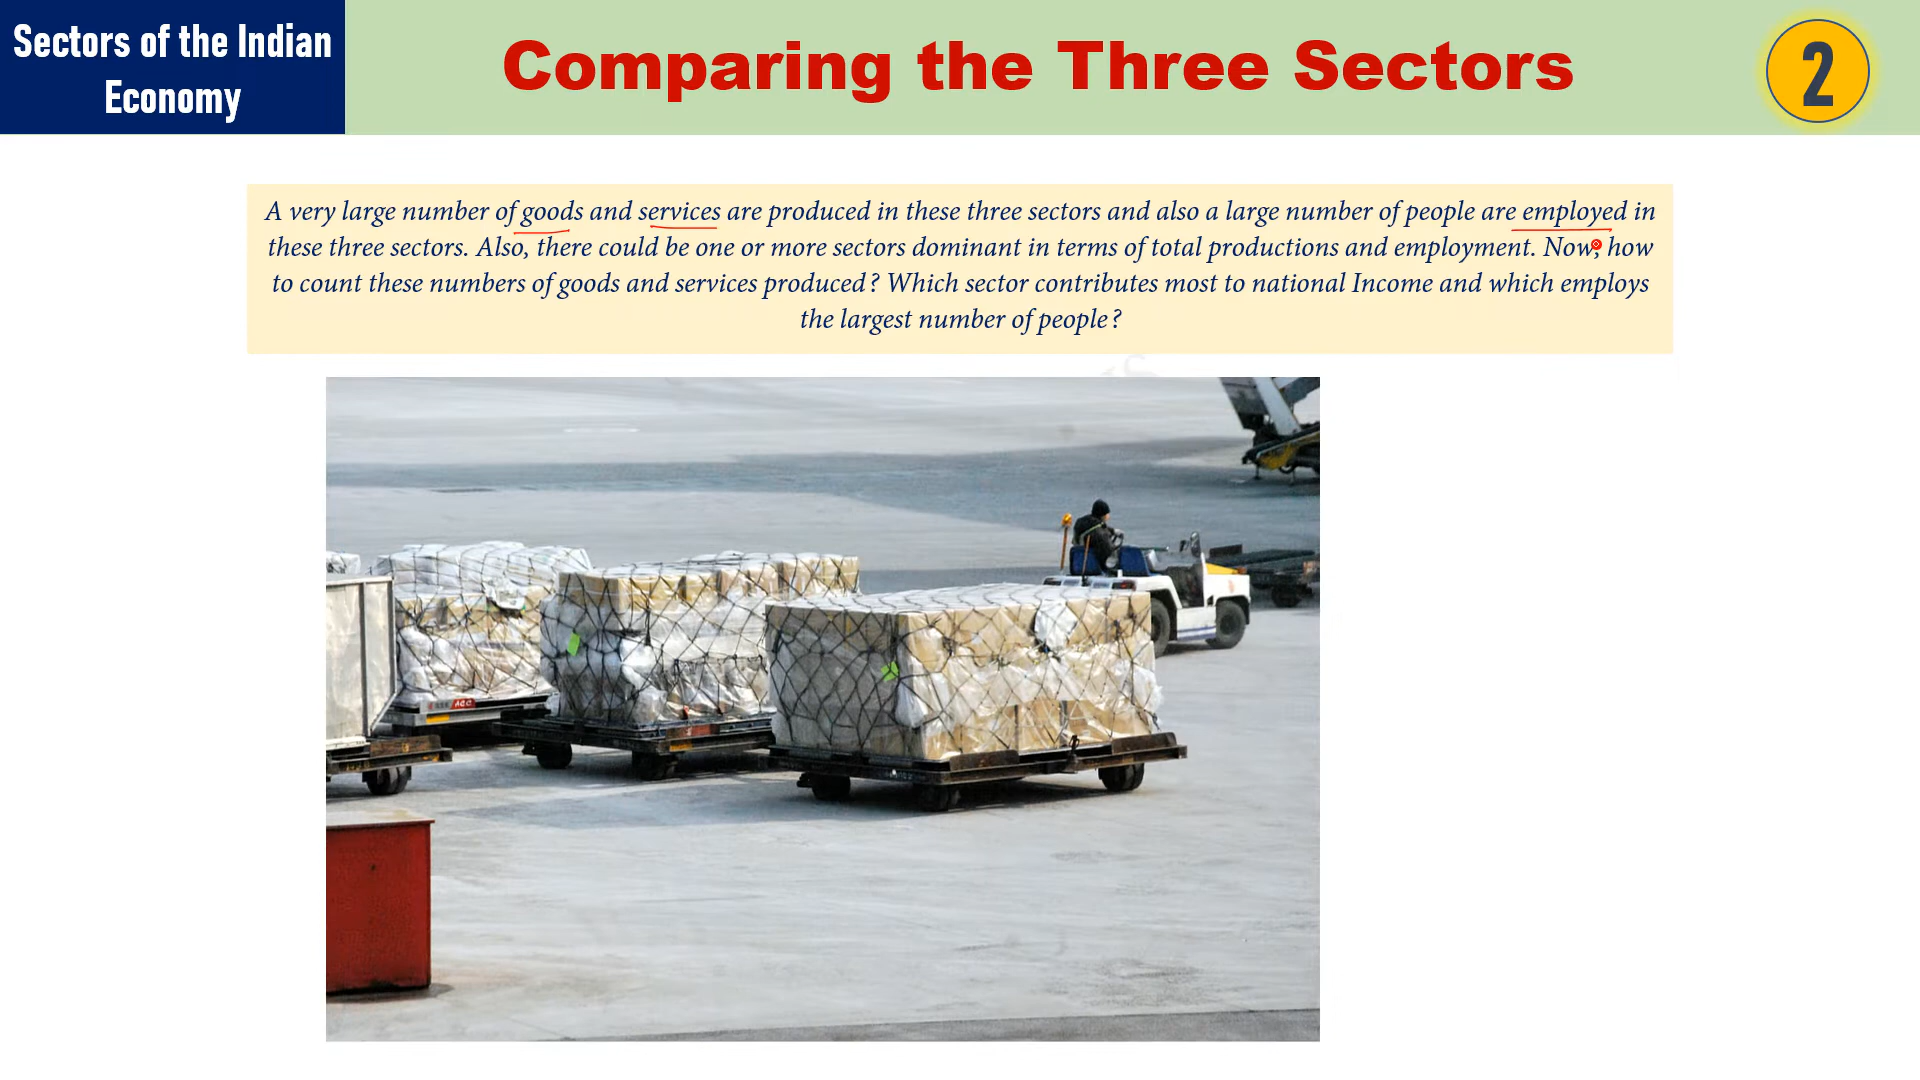 Sectors of the Indian
Economy
Comparing the Three Sectors
2
A very large number of goods and services are produced in these three sectors and also a large number of people are employed in
these three sectors. Also, there could be one or more sectors dominant in terms of total productions and employment. Now, how
to count these numbers of goods and services produced? Which sector contributes most to national Income and which employs
the largest number of people?